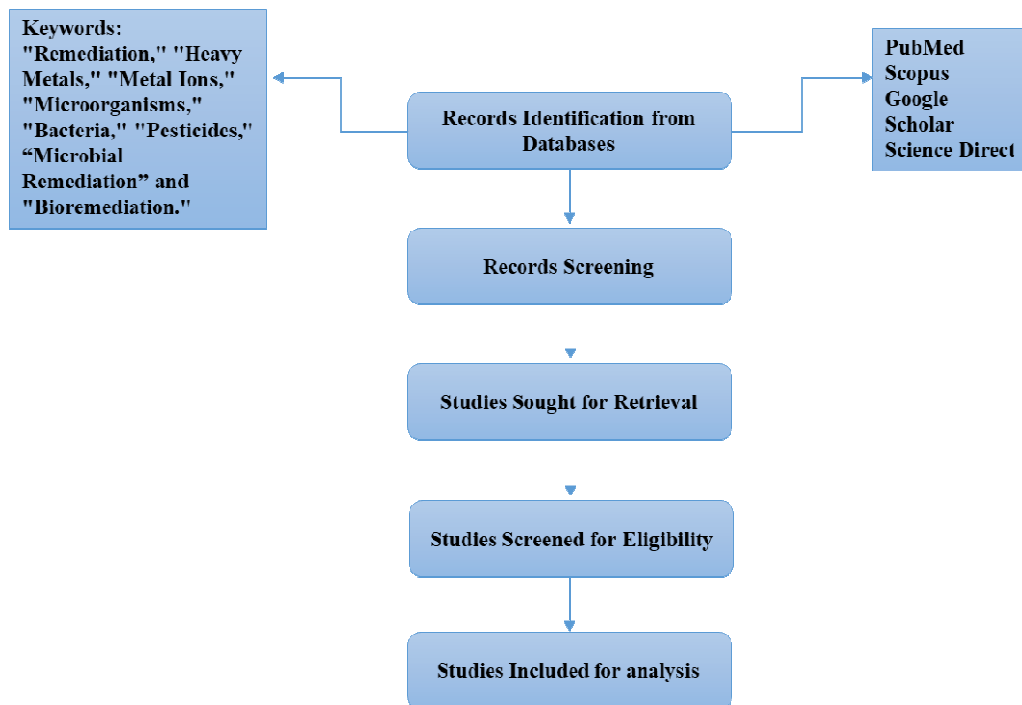 Keywords:
"Remediation," "Heavy
Metals," "Metal Ions,"
"Microorganisms,"
"Bacteria," "Pesticides,"
“Microbial
Remediation” and
"Bioremediation."
PubMed
Scopus
Google
Scholar
Science Direct
Records Identification from
Databases
Records Screening
Studies Sought for Retrieval
Studies Screened for Eligibility
Studies Included for analysis